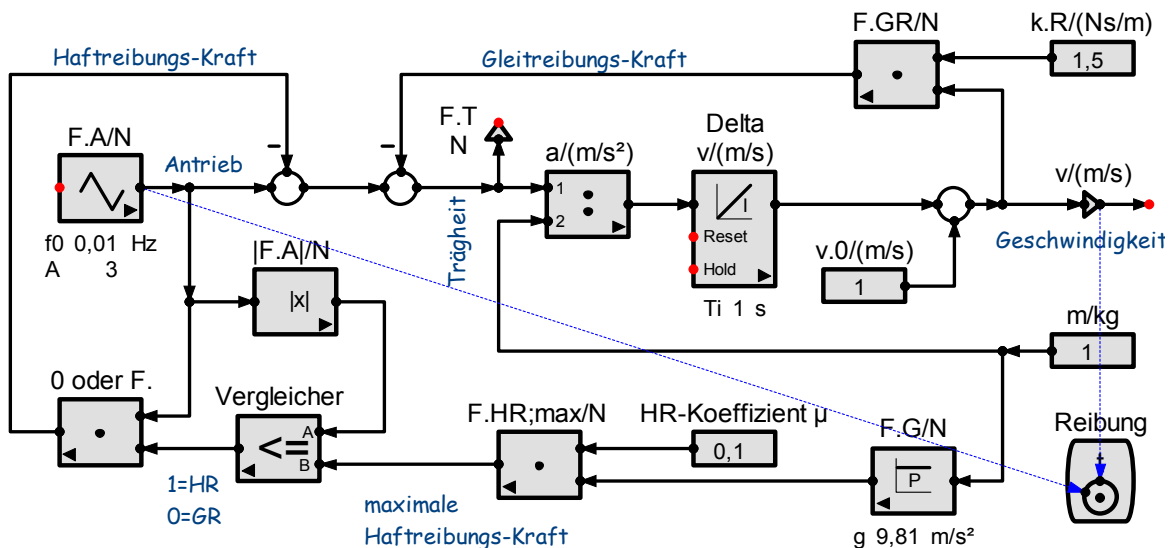 F.GR/N
k.R/(Ns/m)
1,5
Haftreibungs-Kraft
Gleitreibungs-Kraft
F.A/N
Antrieb
F.T
N
a/(m/s²)
1
2
Delta
v/(m/s)
I
Reset
Hold
Ti 1 s
v/(m/s)
Geschwindigkeit
f0 0,01 Hz
A 3
Trägheit
|F.A|/N
|x|
v.0/(m/s)
1
m/kg
1
0 oder F.
Vergleicher
<=
A
B
F.HR;max/N
HR-Koeffizient µ
0,1
F.G/N
P
g 9,81 m/s²
Reibung
1=HR
0=GR
maximale
Haftreibungs-Kraft